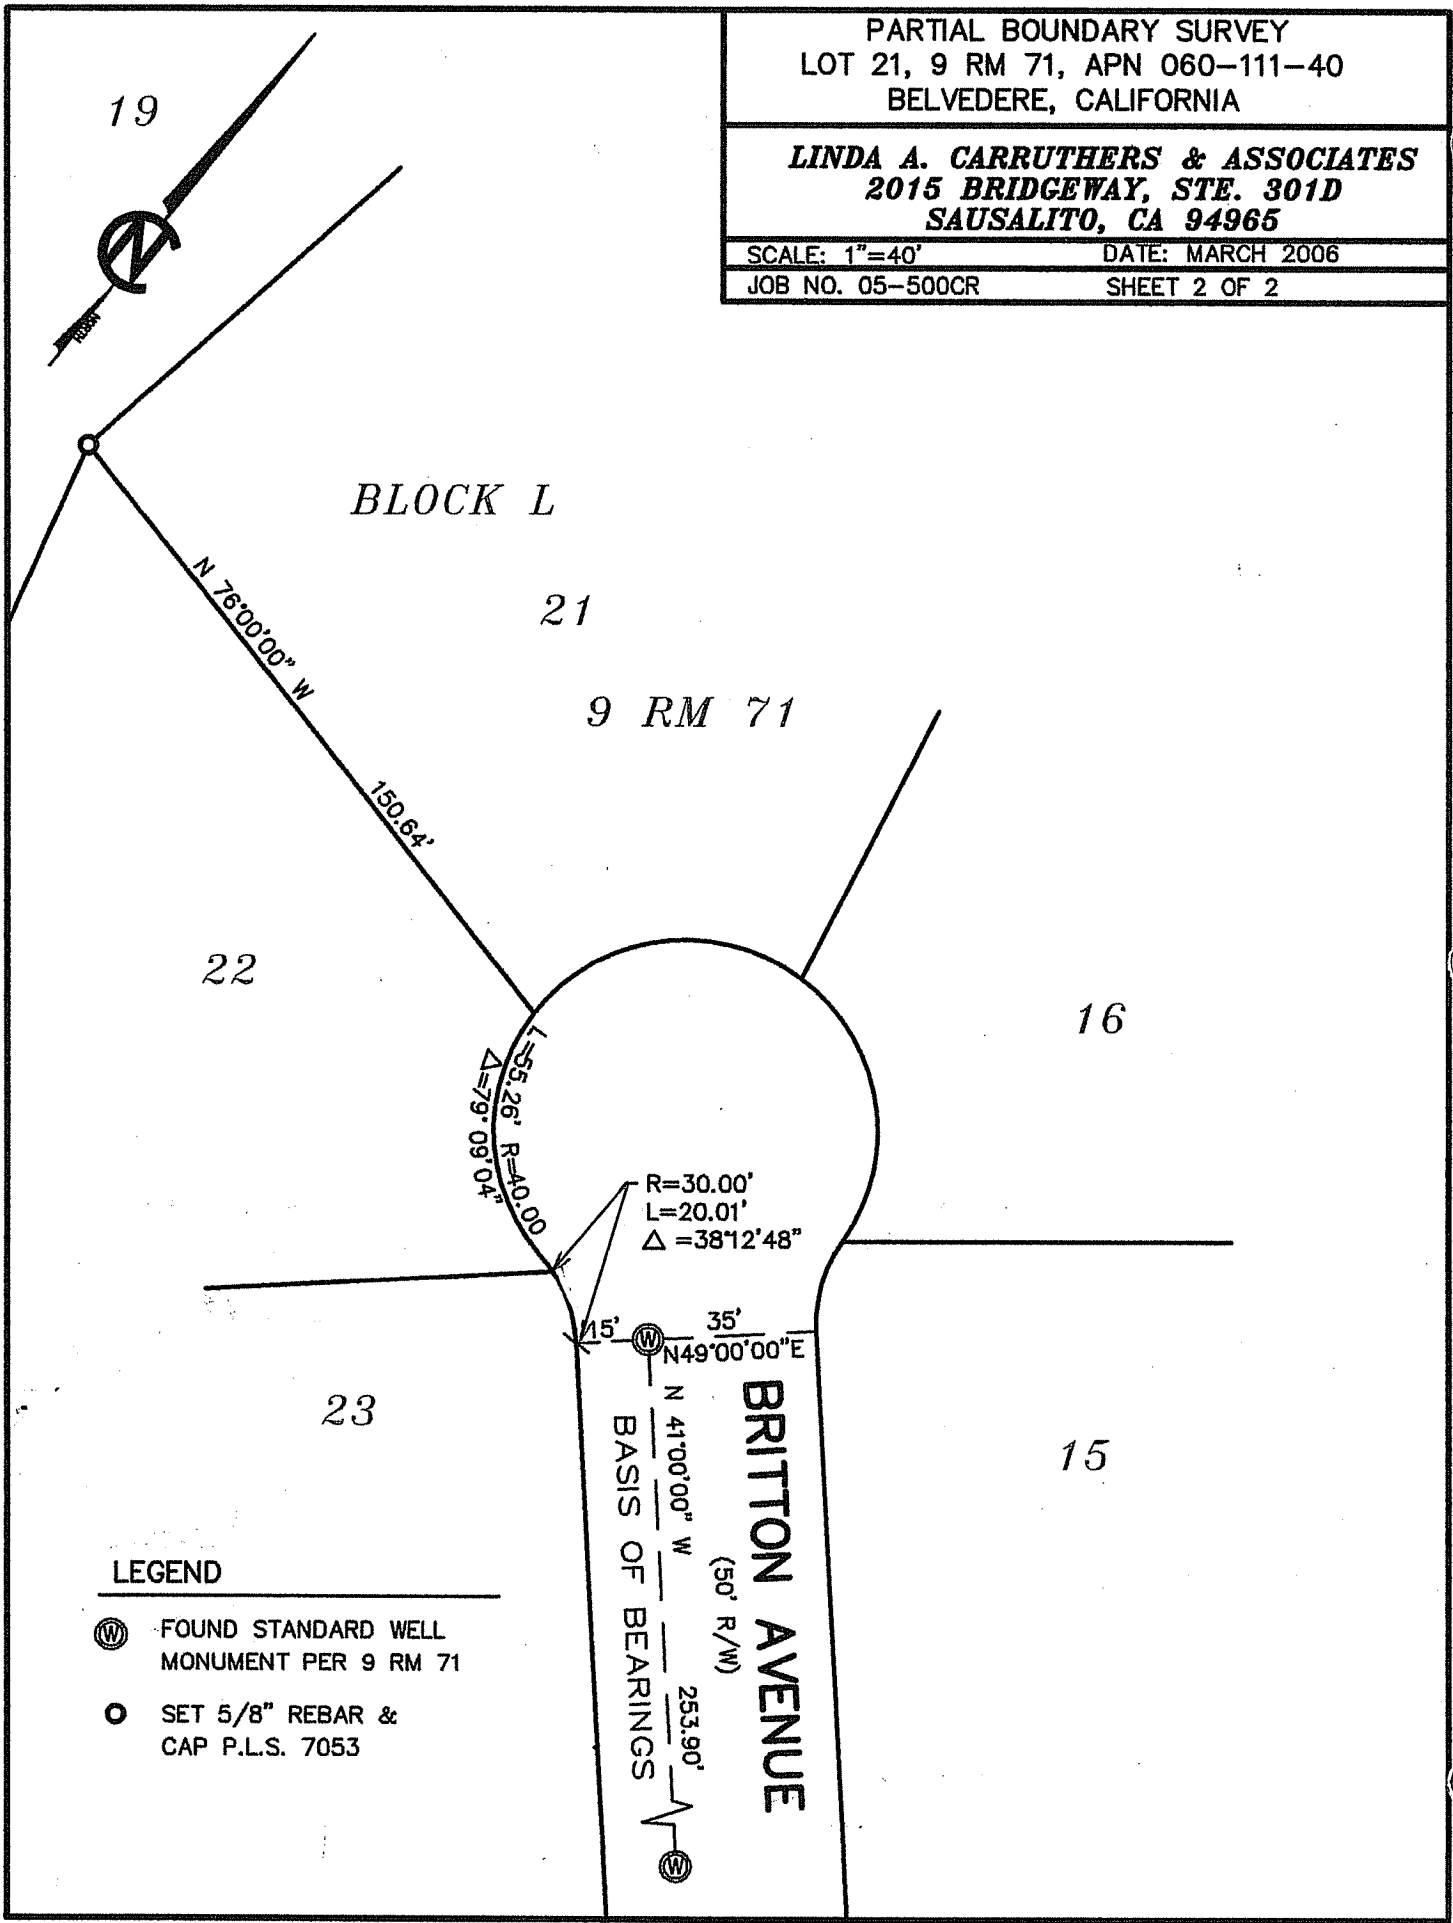 PARTIAL BOUNDARY SURVEY
LOT 21, 9 RM 71, APN 060-111-40
BELVEDERE, CALIFORNIA
LINDA A. CARRUTHERS & ASSOCIATES
2015 BRIDGEWAY, STE. 301D
SAUSALITO, CA 94965
SCALE: 1"=40' DATE: MARCH 2006
JOB NO. 05-500CR SHEET 2 OF 2
19
N
BLOCK L
N 76°00'00" W
21
9 RM 71
150.64'
22
16
L=55.26' R=40.00
Δ=79°09'04"
R=30.00'
L=20.01'
Δ =38°12'48"
15' W 35'
N49°00'00"E
23
N 41°00'00" W
253.90'
BASIS OF BEARINGS
BRITTON AVENUE
(50' R/W)
15
W
LEGEND
W FOUND STANDARD WELL
MONUMENT PER 9 RM 71
SET 5/8" REBAR &
CAP P.L.S. 7053